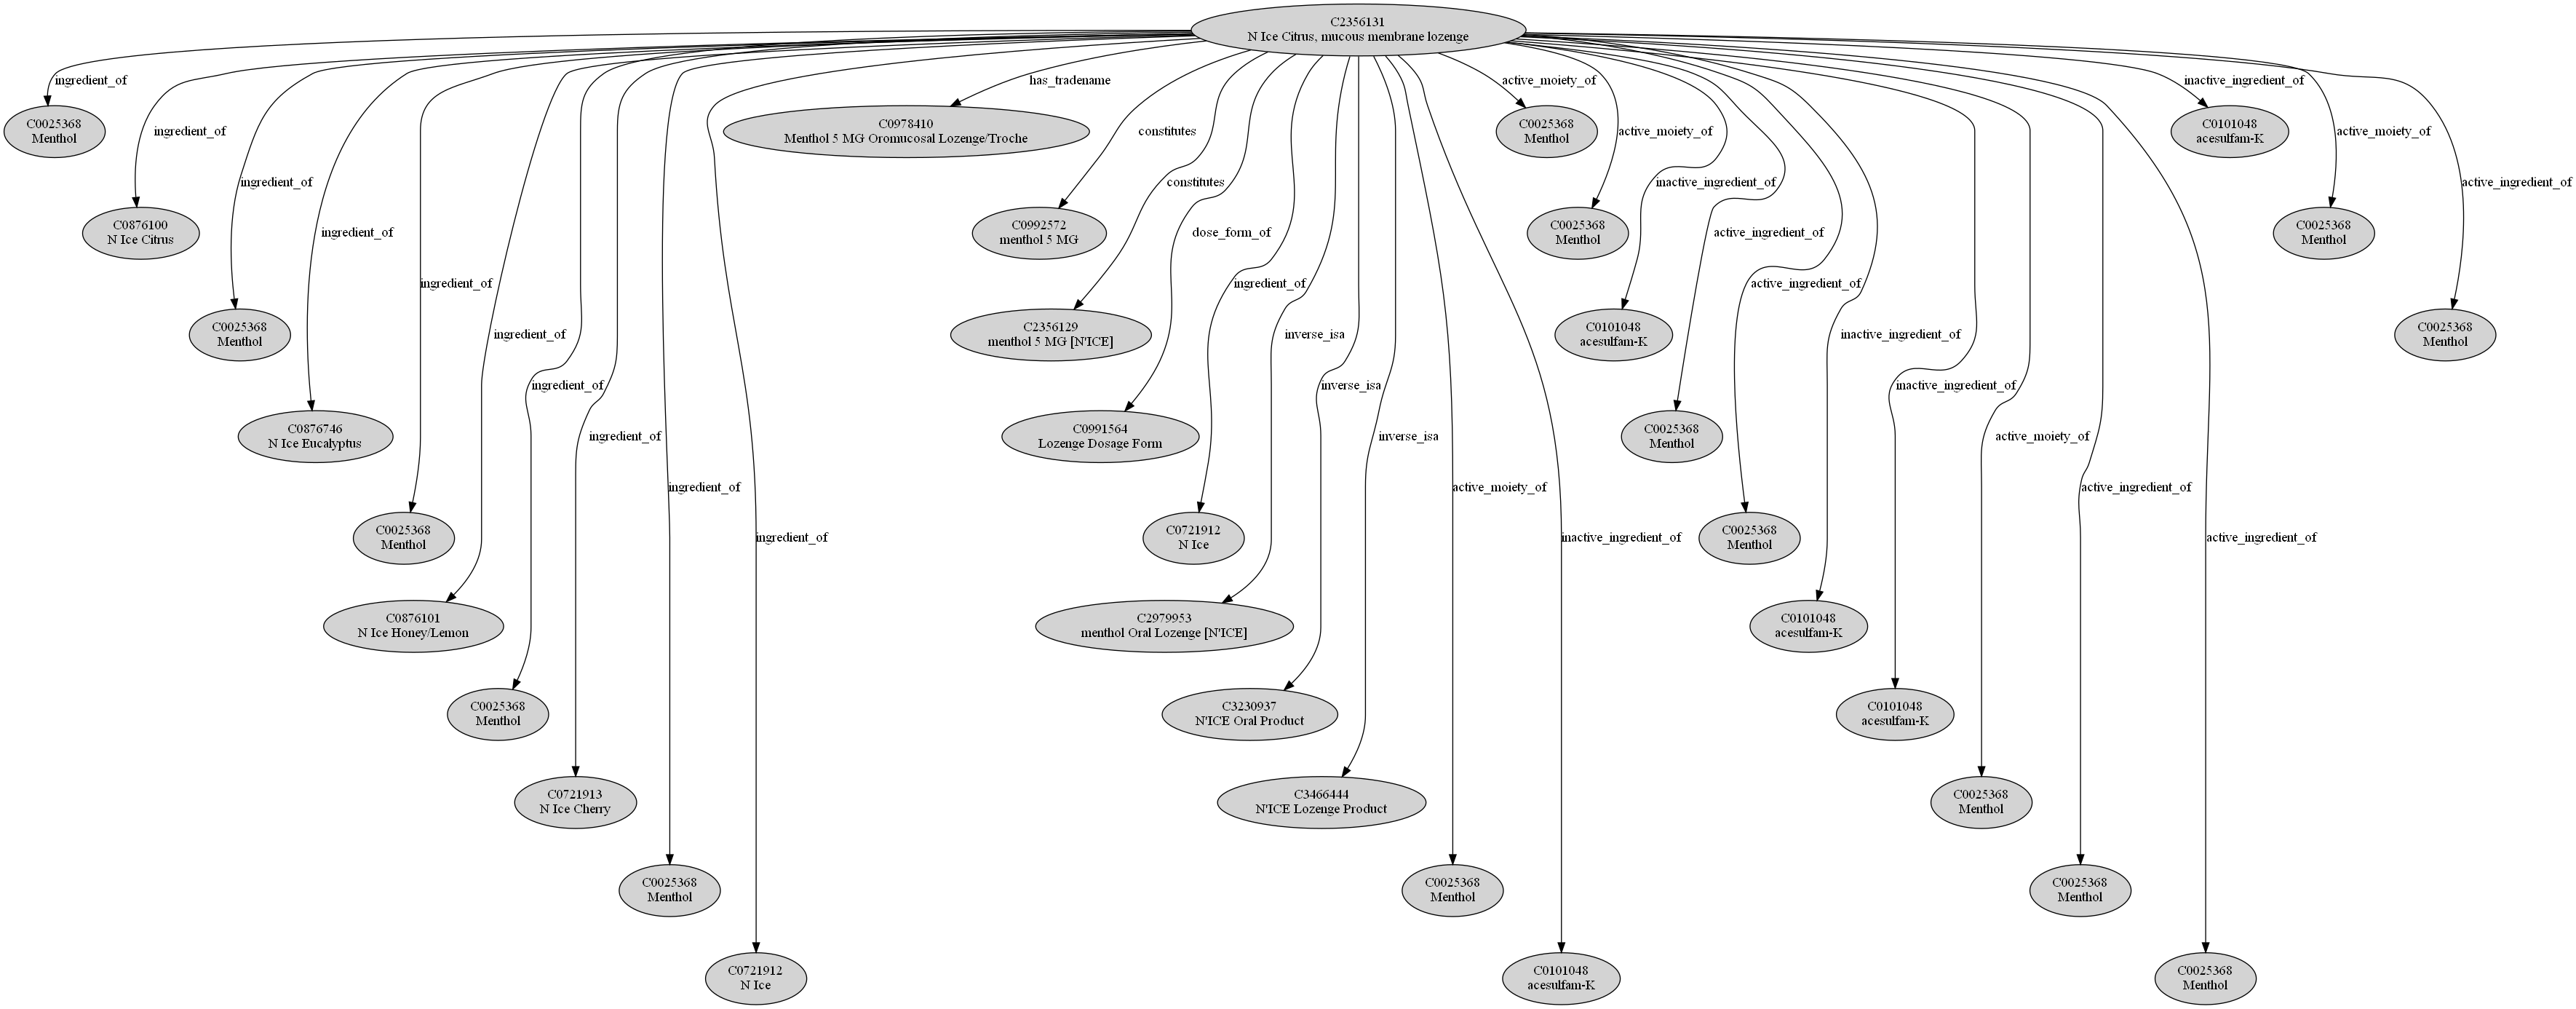 C2356131
N Ice Citrus, mucous membrane lozenge
ingredient_of
has_tradename
active_moiety_of
inactive_ingredient_of
C0025368
Menthol
C0978410
Menthol 5 MG Oromucosal Lozenge/Troche
C0025368
Menthol
C0101048
acesulfam-K
ingredient_of
constitutes
active_moiety_of
active_moiety_of
ingredient_of
constitutes
inactive_ingredient_of
active_ingredient_of
C0876100
N Ice Citrus
C0992572
menthol 5 MG
C0025368
Menthol
C0025368
Menthol
ingredient_of
dose_form_of
active_ingredient_of
ingredient_of
ingredient_of
active_ingredient_of
C0025368
Menthol
C2356129
menthol 5 MG [N'ICE]
C0101048
acesulfam-K
C0025368
Menthol
ingredient_of
inverse_isa
inactive_ingredient_of
ingredient_of
inverse_isa
inactive_ingredient_of
C0876746
N Ice Eucalyptus
C0991564
Lozenge Dosage Form
C0025368
Menthol
ingredient_of
inverse_isa
active_moiety_of
ingredient_of
active_moiety_of
active_ingredient_of
C0025368
Menthol
C0721912
N Ice
C0025368
Menthol
ingredient_of
inactive_ingredient_of
active_ingredient_of
C0876101
N Ice Honey/Lemon
C2979953
menthol Oral Lozenge [N'ICE]
C0101048
acesulfam-K
C0025368
Menthol
C3230937
N'ICE Oral Product
C0101048
acesulfam-K
C0721913
N Ice Cherry
C3466444
N'ICE Lozenge Product
C0025368
Menthol
C0025368
Menthol
C0025368
Menthol
C0025368
Menthol
C0721912
N Ice
C0101048
acesulfam-K
C0025368
Menthol